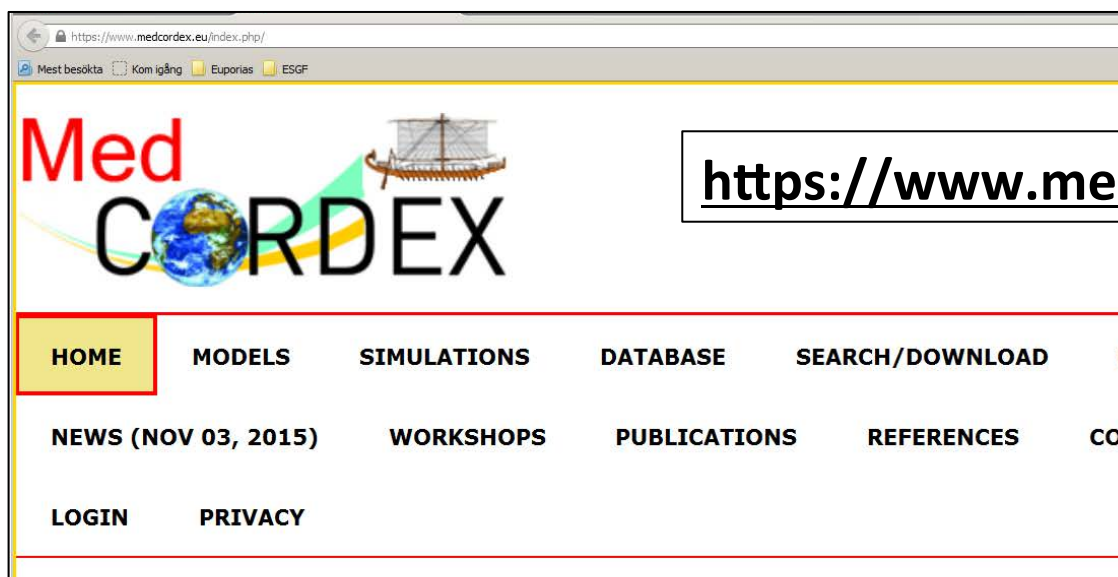 https://www.medcordex.eu/index.php/
Mest besökta Kom igång Euporias ESGF
Med
CORDEX
https://www.me
HOME MODELS SIMULATIONS DATABASE SEARCH/DOWNLOAD
NEWS (NOV 03, 2015) WORKSHOPS PUBLICATIONS REFERENCES CO
LOGIN PRIVACY